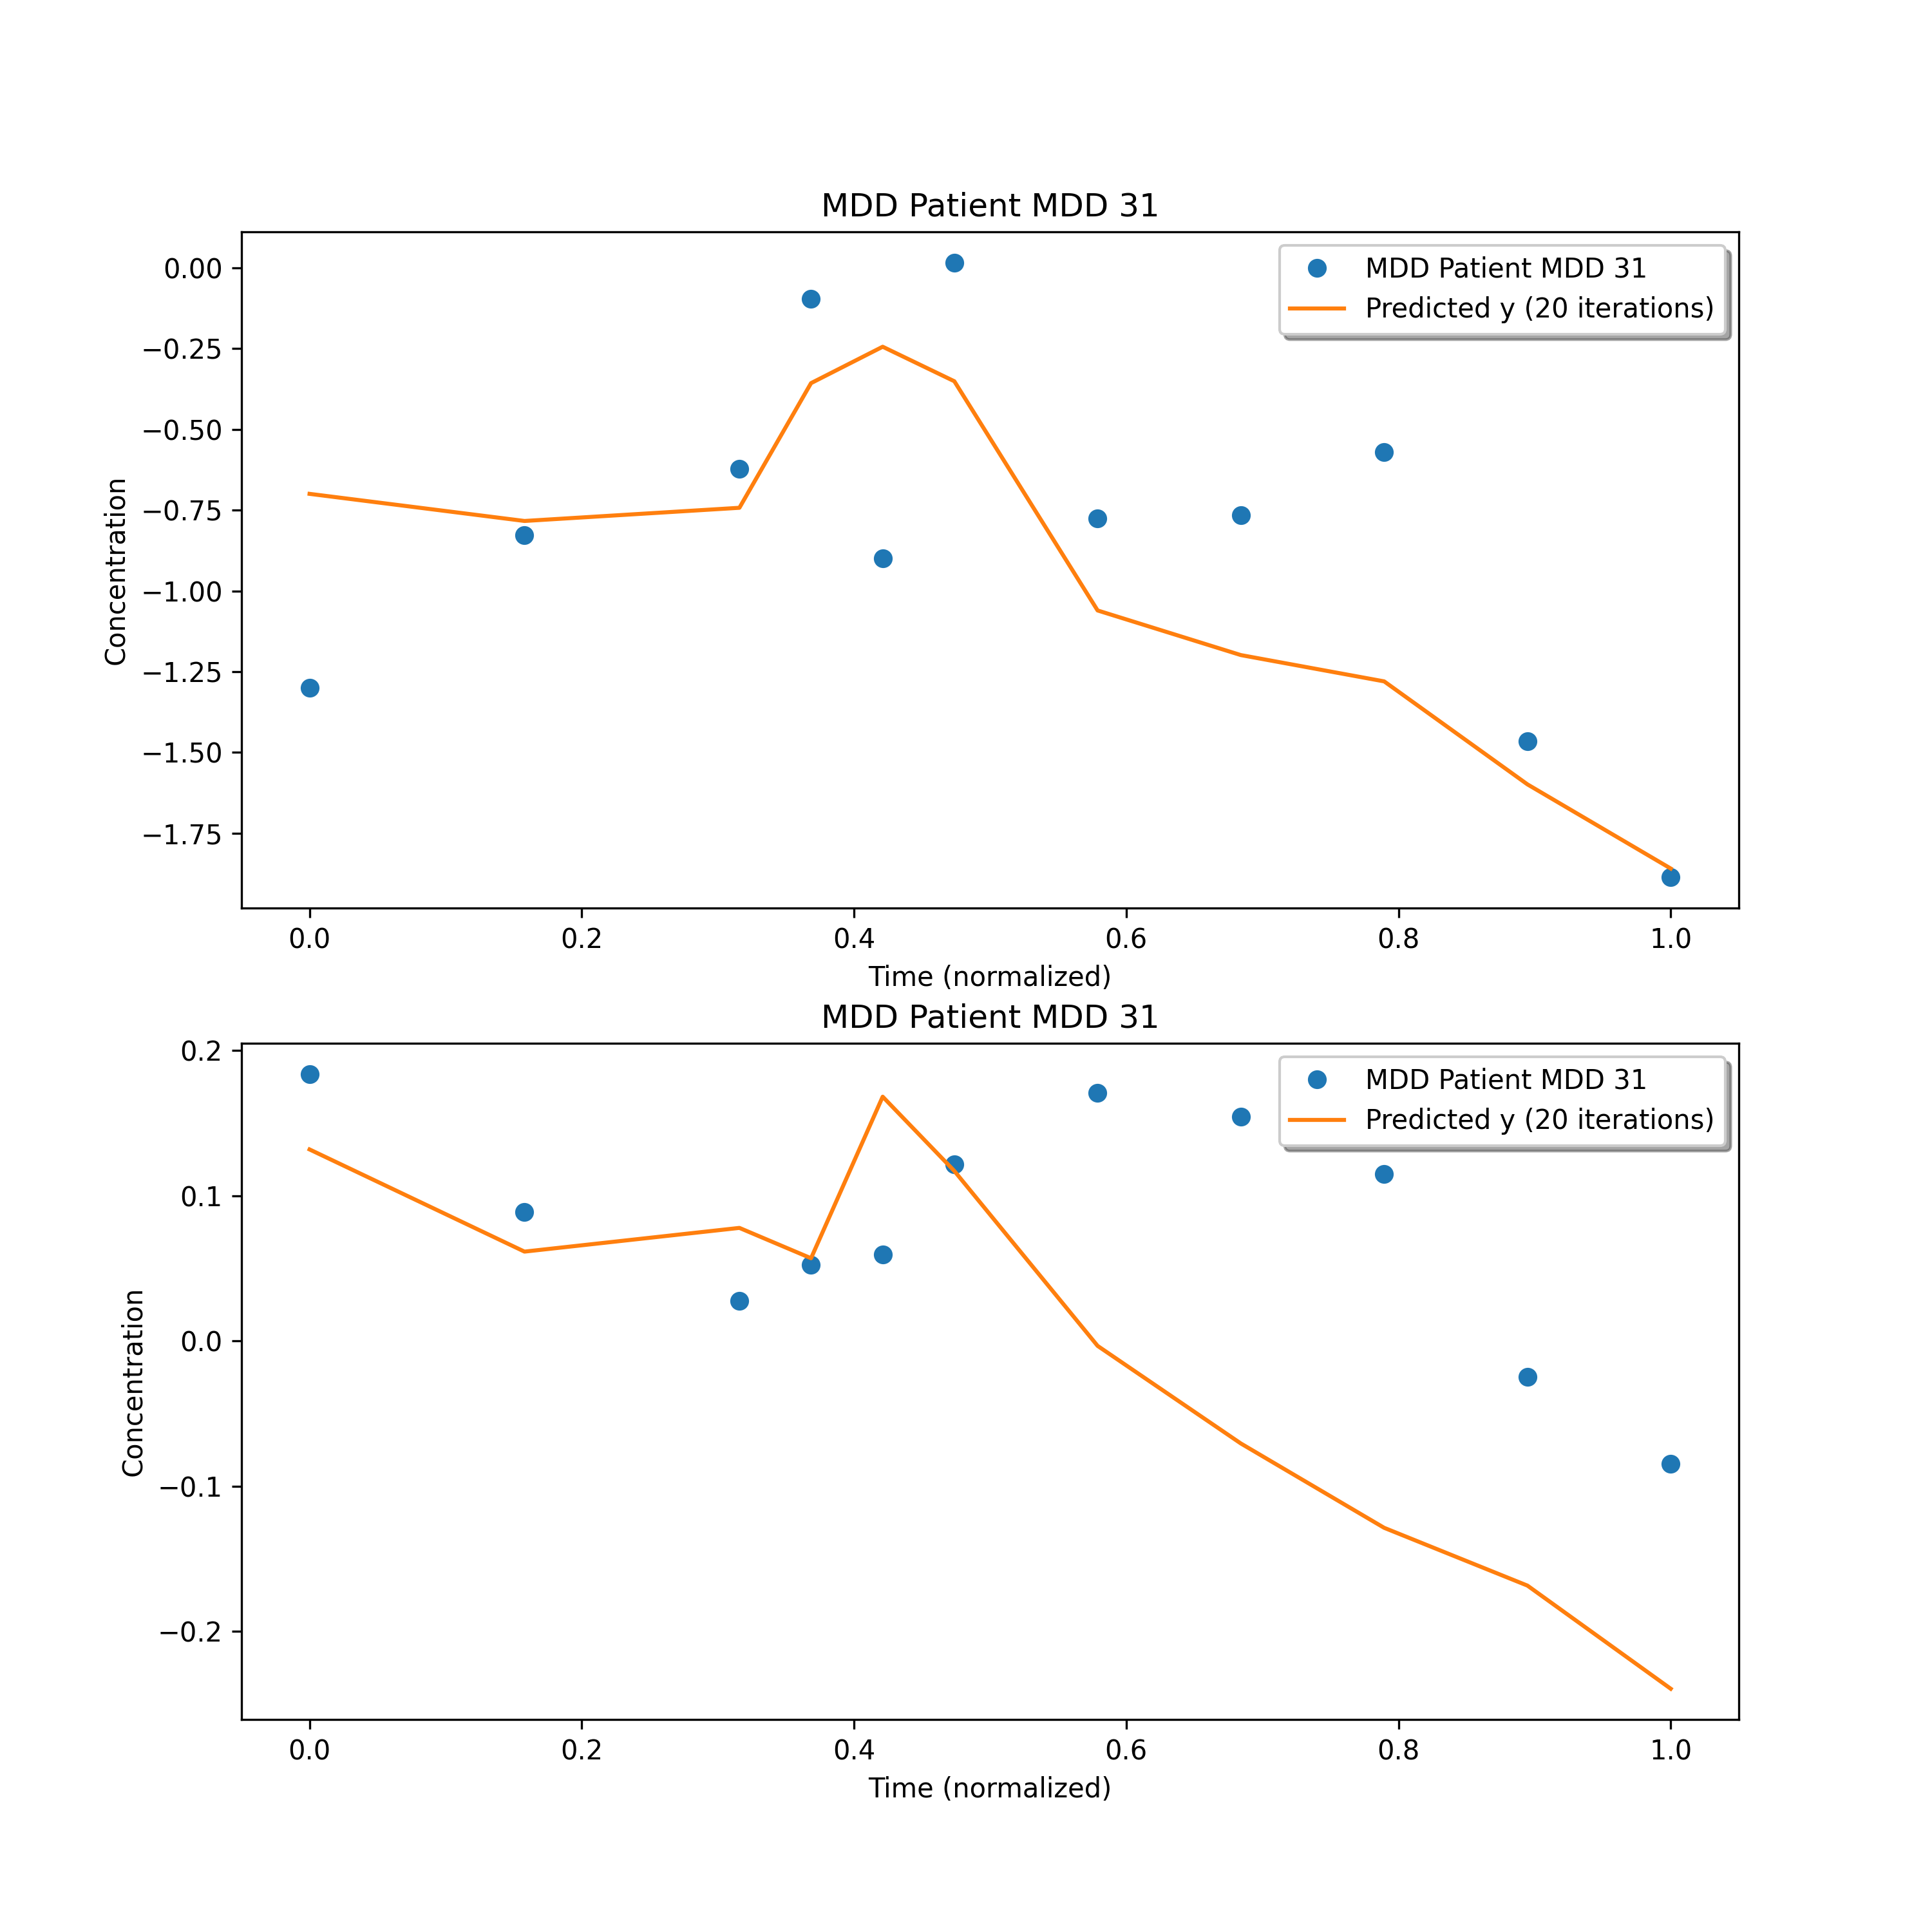 MDD Patient MDD 31
MDD Patient MDD 31
Predicted y (20 iterations)
Concentration
0.00
−0.25
−0.50
−0.75
−1.00
−1.25
−1.50
−1.75
0.0 0.2 0.4 0.6 0.8 1.0
Time (normalized)
MDD Patient MDD 31
MDD Patient MDD 31
Predicted y (20 iterations)
Concentration
0.2
0.1
0.0
−0.1
−0.2
0.0 0.2 0.4 0.6 0.8 1.0
Time (normalized)